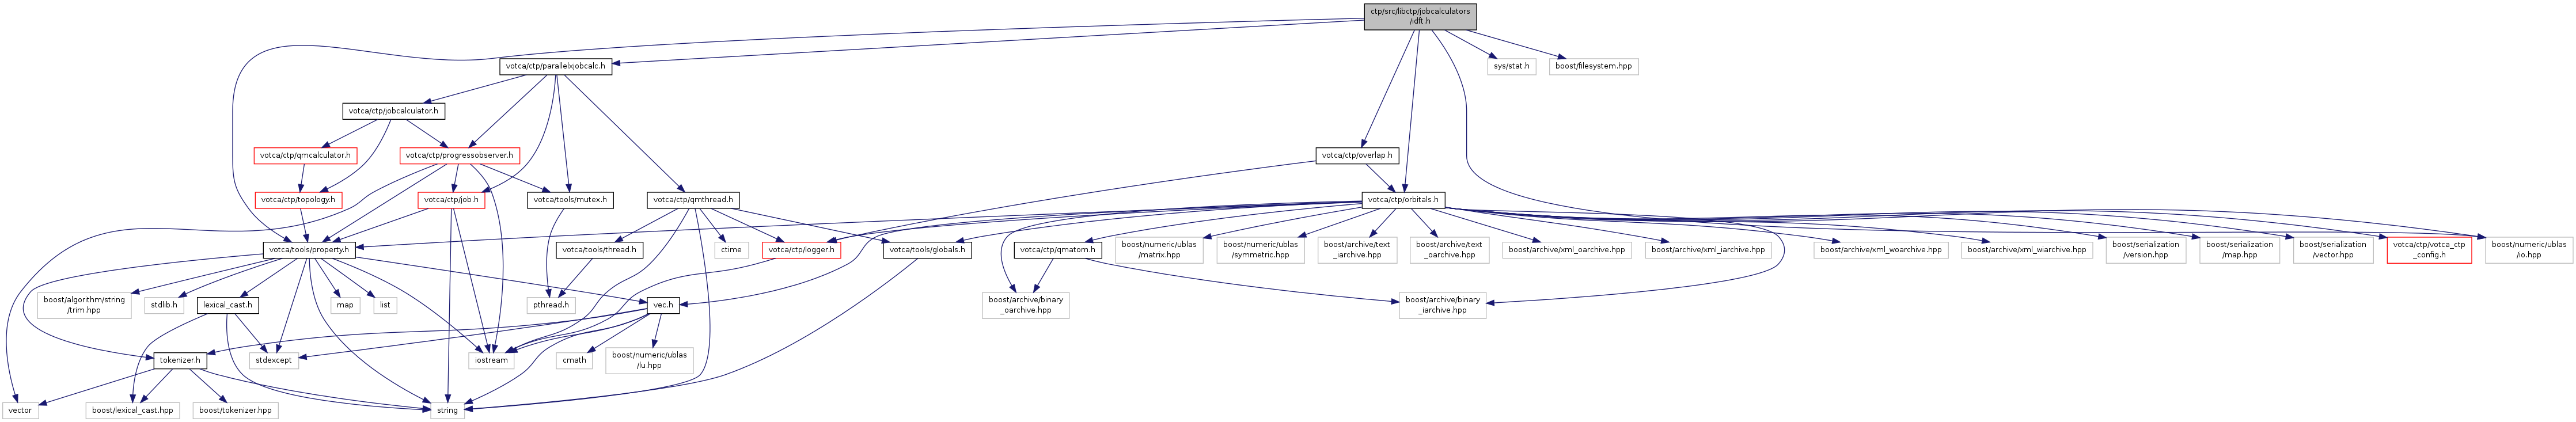 ctp/src/libctp/jobcalculators
/idft.h
votca/ctp/parallelxjobcalc.h
sys/stat.h
boost/filesystem.hpp
votca/ctp/jobcalculator.h
votca/ctp/qmcalculator.h
votca/ctp/progressobserver.h
votca/ctp/overlap.h
votca/ctp/topology.h
votca/ctp/job.h
votca/tools/mutex.h
votca/ctp/qmthread.h
votca/ctp/orbitals.h
votca/tools/property.h
votca/tools/thread.h
ctime
votca/ctp/logger.h
votca/tools/globals.h
votca/ctp/qmatom.h
boost/numeric/ublas
/matrix.hpp
boost/numeric/ublas
/symmetric.hpp
boost/archive/text
_iarchive.hpp
boost/archive/text
_oarchive.hpp
boost/archive/xml_oarchive.hpp
boost/archive/xml_iarchive.hpp
boost/archive/xml_woarchive.hpp
boost/archive/xml_wiarchive.hpp
boost/serialization
/version.hpp
boost/serialization
/map.hpp
boost/serialization
/vector.hpp
votca/ctp/votca_ctp
_config.h
boost/numeric/ublas
/io.hpp
boost/algorithm/string
/trim.hpp
stdlib.h
lexical_cast.h
map
list
pthread.h
vec.h
boost/archive/binary
_oarchive.hpp
boost/archive/binary
_iarchive.hpp
tokenizer.h
stdexcept
iostream
cmath
boost/numeric/ublas
/lu.hpp
vector
boost/lexical_cast.hpp
boost/tokenizer.hpp
string